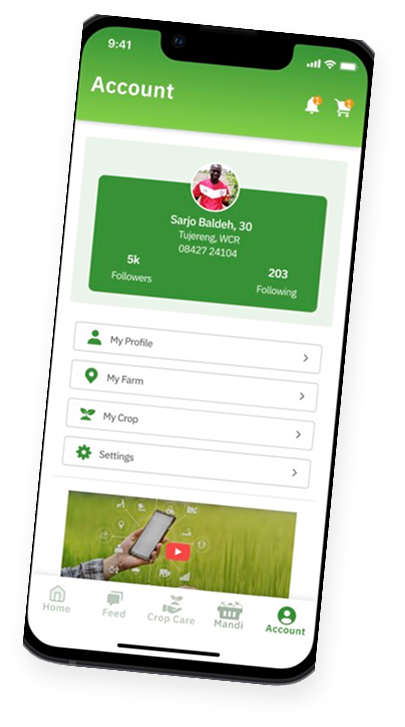 9:41
Account
Sarjo Baldeh, 30
Tujereng, WCR
08427 24104
5k
Followers
203
Following
My Profile
My Farm
My Crop
Settings
Home
Feed
Crop Care
Mandi
Account